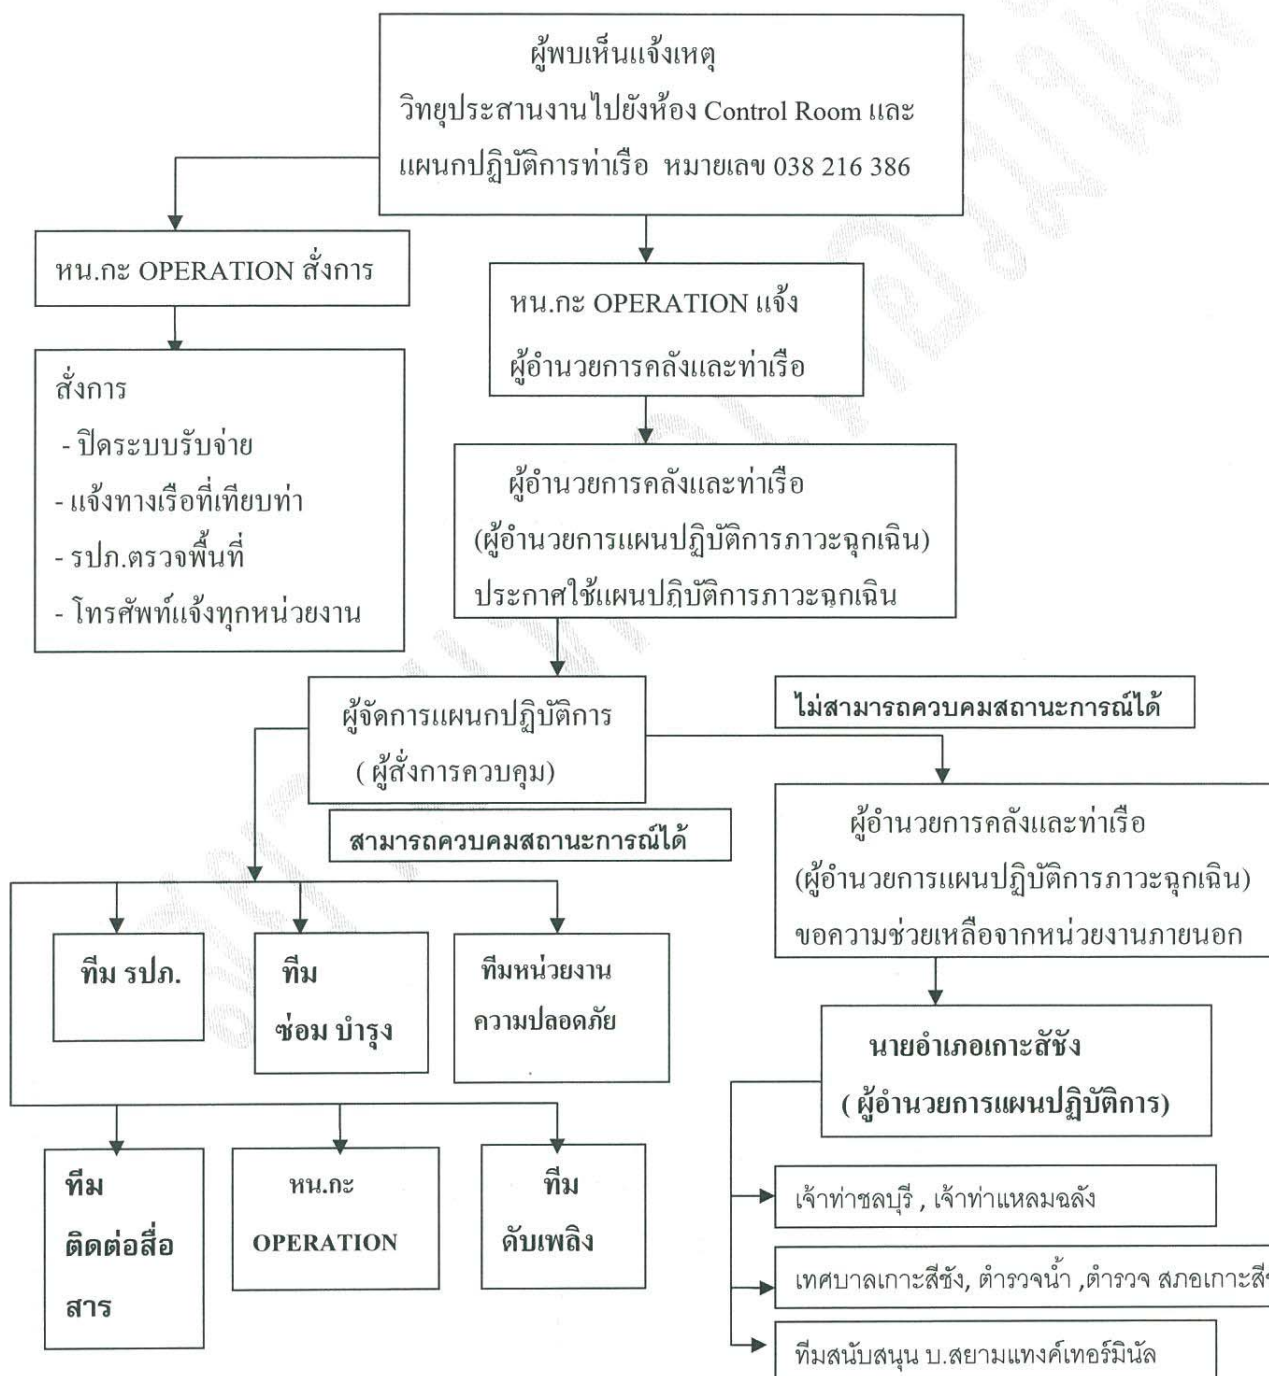 ผู้พบเห็นแจ้งเหตุ
วิทยุประสานงานไปยังห้อง Control Room และ
แผนกปฏิบัติการท่าเรือ หมายเลข 038 216 386
หน.กะ OPERATION สั่งการ
หน.กะ OPERATION แจ้ง
ผู้อำนวยการคลังและท่าเรือ
สั่งการ
- ปิดระบบรับจ่าย
- แจ้งทางเรือที่เทียบท่า
- รปภ.ตรวจพื้นที่
- โทรศัพท์แจ้งทุกหน่วยงาน
ผู้อำนวยการคลังและท่าเรือ
(ผู้อำนวยการแผนปฏิบัติการภาวะฉุกเฉิน)
ประกาศใช้แผนปฏิบัติการภาวะฉุกเฉิน
ผู้จัดการแผนกปฏิบัติการ
( ผู้สั่งการควบคุม)
ไม่สามารถควบคุมสถานะการณ์ได้
สามารถควบคุมสถานะการณ์ได้
ผู้อำนวยการคลังและท่าเรือ
(ผู้อำนวยการแผนปฏิบัติการภาวะฉุกเฉิน)
ขอความช่วยเหลือจากหน่วยงานภายนอก
ทีม รปภ.
ทีม
ซ่อม บำรุง
ทีมหน่วยงาน
ความปลอดภัย
นายอำเภอเกาะสัชัง
( ผู้อำนวยการแผนปฏิบัติการ)
ทีม
ติดต่อสื่อ
สาร
หน.กะ
OPERATION
ทีม
ดับเพลิง
เจ้าท่าชลบุรี , เจ้าท่าแหลมฉลัง
เทศบาลเกาะสีชัง, ตำรวจน้ำ ,ตำรวจ สภอเกาะสีช
ทีมสนับสนุน บ.สยามแทงค์เทอร์มินัล